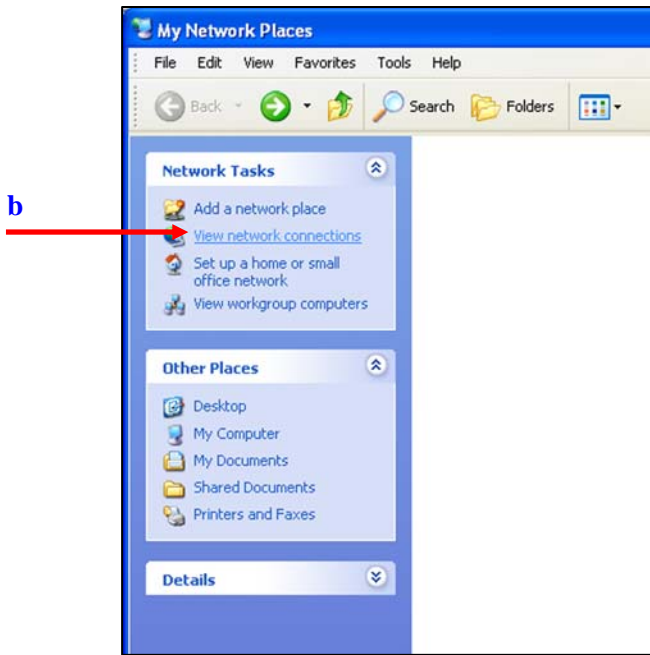 My Network Places
File Edit View Favorites Tools Help
Back Search Folders
Network Tasks
b
Add a network place
View network connections
Set up a home or small
office network
View workgroup computers
Other Places
Desktop
My Computer
My Documents
Shared Documents
Printers and Faxes
Details